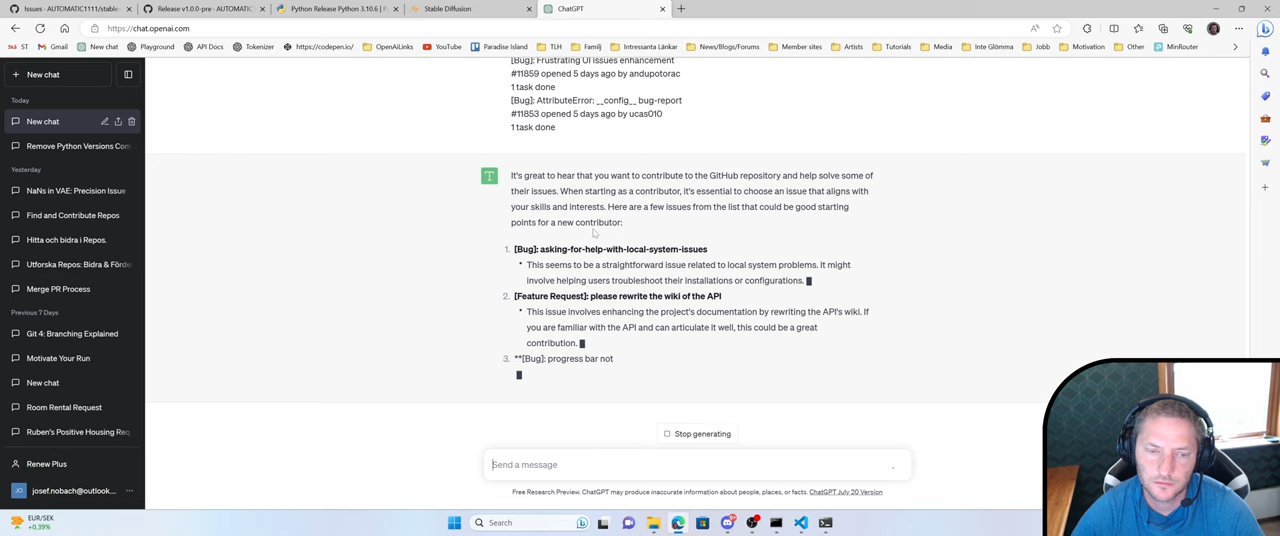 Issues - AUTOMATIC1111/stable
Release v1.0.0-pre - AUTOMATIC
Python Release Python 3.10.6 | P
Stable Diffusion
ChatGPT
https://chat.openai.com
Skd ST
Gmail
New chat
Playground
API Docs
Tokenizer
https://codepen.io/
OpenAiLinks
YouTube
Paradise Island
TLH
Familj
Intressanta Länkar
News/Blogs/Forums
Member sites
Artists
Tutorials
Media
Inte Glömma
Jobb
Motivation
Other
MinRouter
New chat
Today
New chat
Remove Python Versions Com
Yesterday
NaNs in VAE: Precision Issue
Find and Contribute Repos
Hitta och bidra i Repos.
Utforska Repos: Bidra & Förde
Merge PR Process
Previous 7 Days
Git 4: Branching Explained
Motivate Your Run
New chat
Room Rental Request
Ruben's Positive Housing Req
Renew Plus
JO josef.nobach@outlook....
[Bug]: Frustrating UI issues enhancement
#11859 opened 5 days ago by andupotorac
1 task done
[Bug]: AttributeError: __config__ bug-report
#11853 opened 5 days ago by ucas010
1 task done
T
It's great to hear that you want to contribute to the GitHub repository and help solve some of
their issues. When starting as a contributor, it's essential to choose an issue that aligns with
your skills and interests. Here are a few issues from the list that could be good starting
points for a new contributor:
1. [Bug]: asking-for-help-with-local-system-issues
• This seems to be a straightforward issue related to local system problems. It might
involve helping users troubleshoot their installations or configurations.
2. [Feature Request]: please rewrite the wiki of the API
• This issue involves enhancing the project's documentation by rewriting the API's wiki. If
you are familiar with the API and can articulate it well, this could be a great
contribution.
3. **[Bug]: progress bar not
Stop generating
Send a message
Free Research Preview. ChatGPT may produce inaccurate information about people, places, or facts. ChatGPT July 20 Version
EUR/SEK
+0,39%
Search